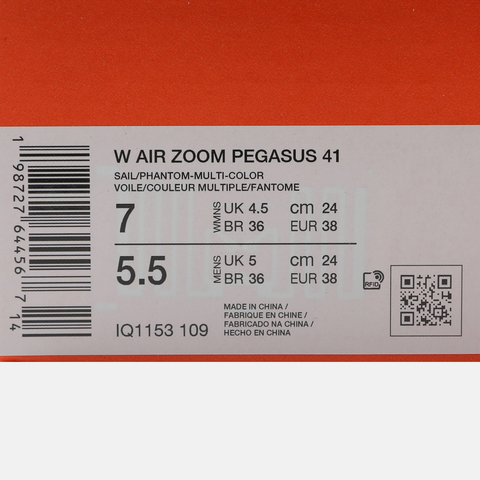 W AIR ZOOM PEGASUS 41
SAIL/PHANTOM-MULTI-COLOR
VOILE/COULEUR MULTIPLE/FANTOME
7 WMNS UK 4.5 cm 24
BR 36 EUR 38
5.5 MENS UK 5 cm 24
BR 36 EUR 38
RFID
IQ1153 109
MADE IN CHINA /
FABRIQUE EN CHINE /
FABRICADO NA CHINA /
HECHO EN CHINA
1 98727 64456 7 14